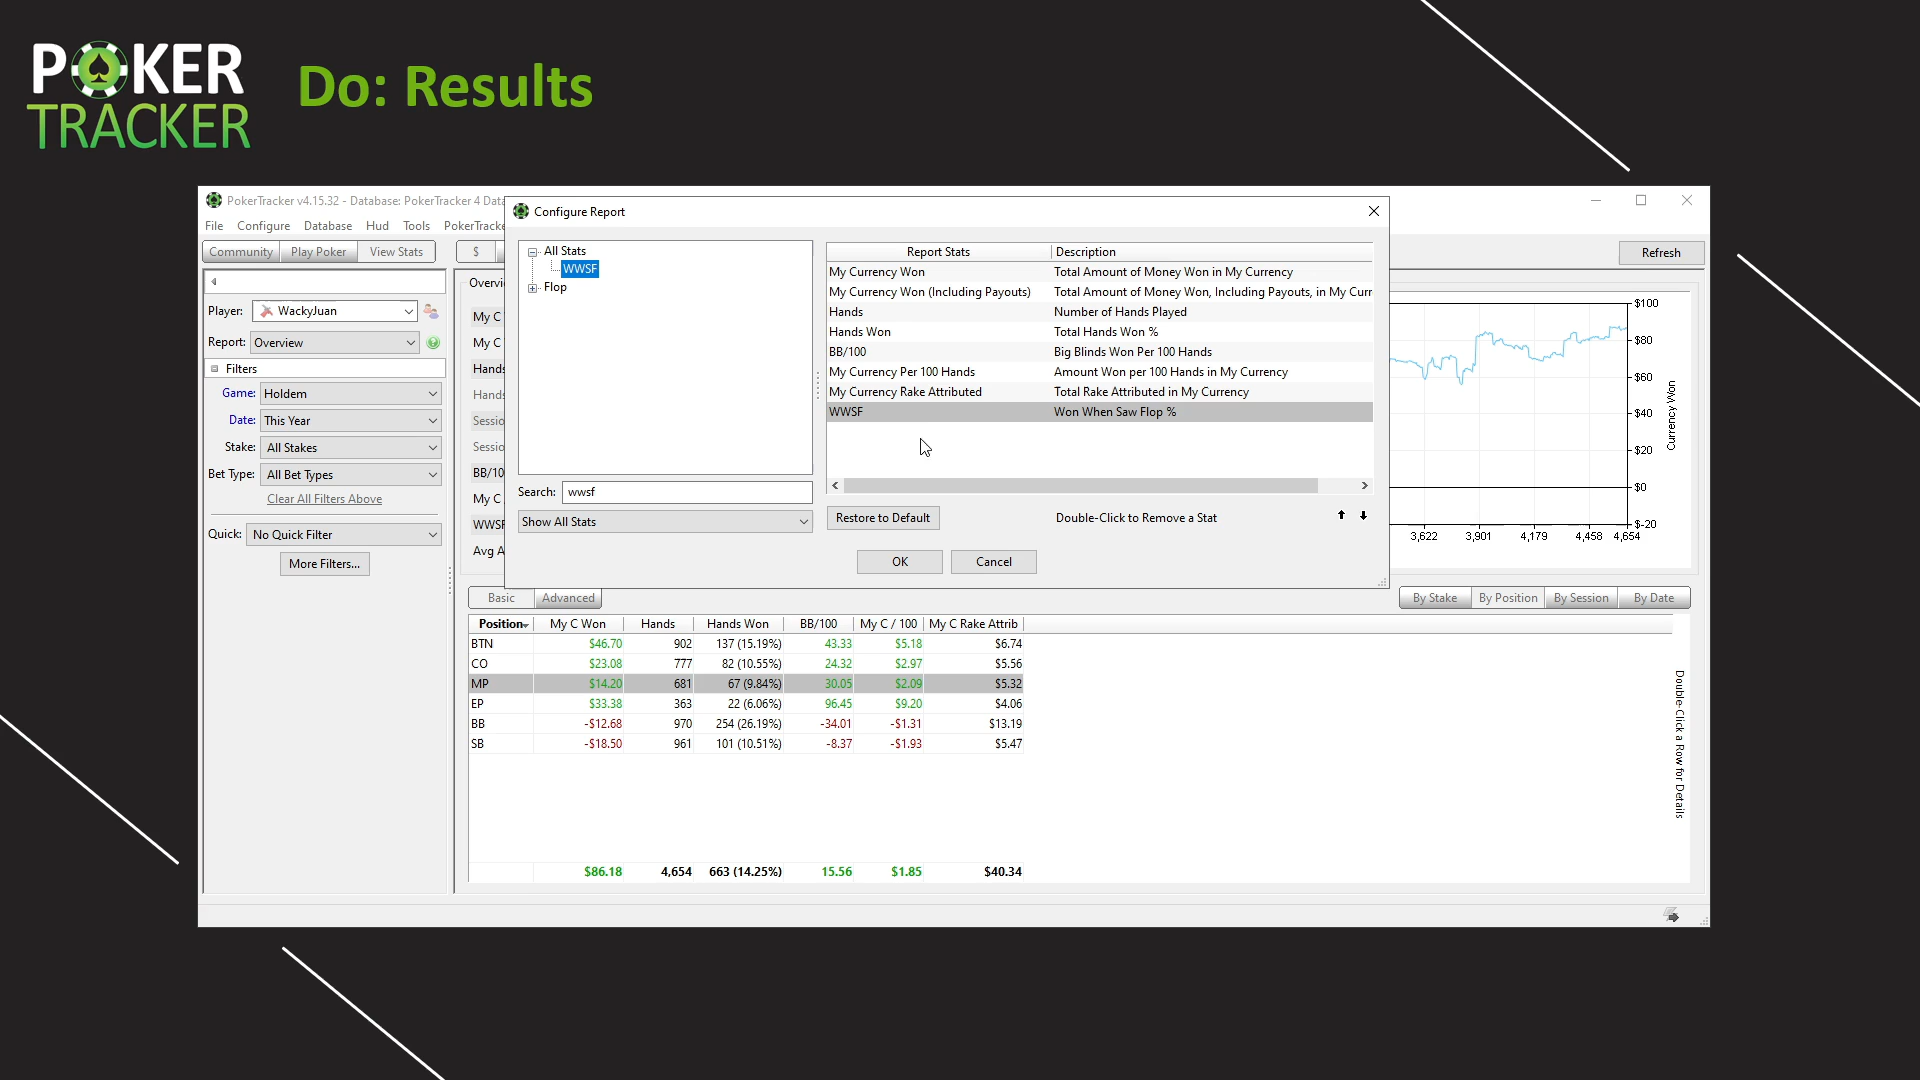 POKER
TRACKER
Do: Results
PokerTracker v4.15.32 - Database: PokerTracker 4 Data
File Configure Database Hud Tools PokerTracke
Community Play Poker View Stats $
Refresh
Configure Report
All Stats
WWSF
Flop
Search: wwsf
Show All Stats
Report Stats Description
My Currency Won Total Amount of Money Won in My Currency
My Currency Won (Including Payouts) Total Amount of Money Won, Including Payouts, in My Curr
Hands Number of Hands Played
Hands Won Total Hands Won %
BB/100 Big Blinds Won Per 100 Hands
My Currency Per 100 Hands Amount Won per 100 Hands in My Currency
My Currency Rake Attributed Total Rake Attributed in My Currency
WWSF Won When Saw Flop %
Restore to Default Double-Click to Remove a Stat
OK Cancel
Player: WackyJuan
Report: Overview
Filters
Game: Holdem
Date: This Year
Stake: All Stakes
Bet Type: All Bet Types
Clear All Filters Above
Quick: No Quick Filter
More Filters...
Overvi
My C
My C
Hands
Hands
Sessio
Sessio
BB/10
My C
WWSF
Avg A
$100
$80
$60
$40
$20
$0
$-20
Currency Won
3,622 3,901 4,179 4,458 4,654
Basic Advanced
By Stake By Position By Session By Date
Position My C Won Hands Hands Won BB/100 My C / 100 My C Rake Attrib
BTN $46.70 902 137 (15.19%) 43.33 $5.18 $6.74
CO $23.08 777 82 (10.55%) 24.32 $2.97 $5.56
MP $14.20 681 67 (9.84%) 30.05 $2.09 $5.32
EP $33.38 363 22 (6.06%) 96.45 $9.20 $4.06
BB -$12.68 970 254 (26.19%) -34.01 -$1.31 $13.19
SB -$18.50 961 101 (10.51%) -8.37 -$1.93 $5.47
$86.18 4,654 663 (14.25%) 15.56 $1.85 $40.34
Double-Click a Row for Details